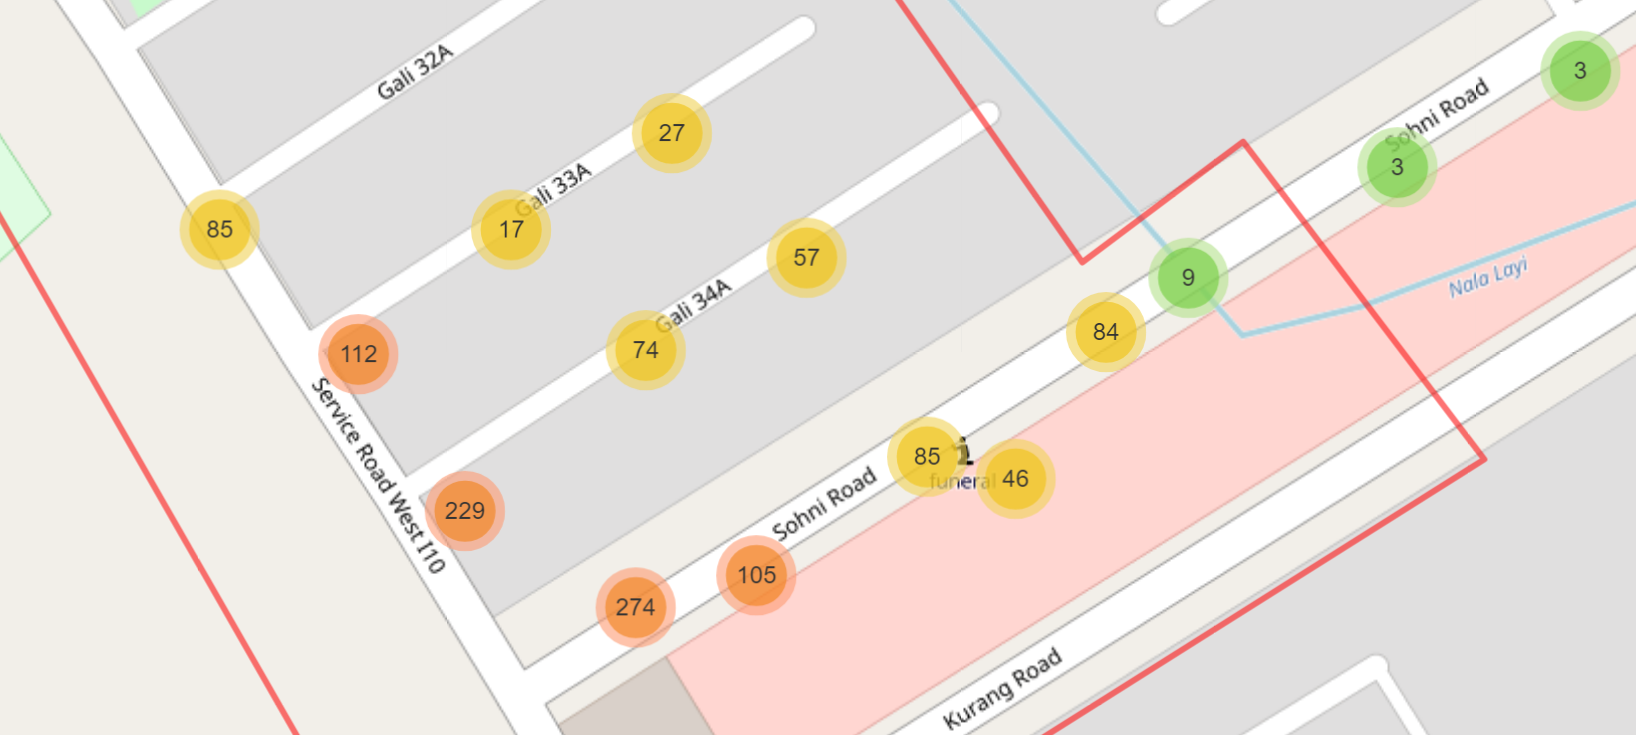 3
Gali 32A
Sohni Road
27
3
Gali 33A
85
17
57
9
Nala Layi
Gali 34A
84
112
74
Service Road West I10
85
funeral
46
229
Sohni Road
105
274
Kurang Road